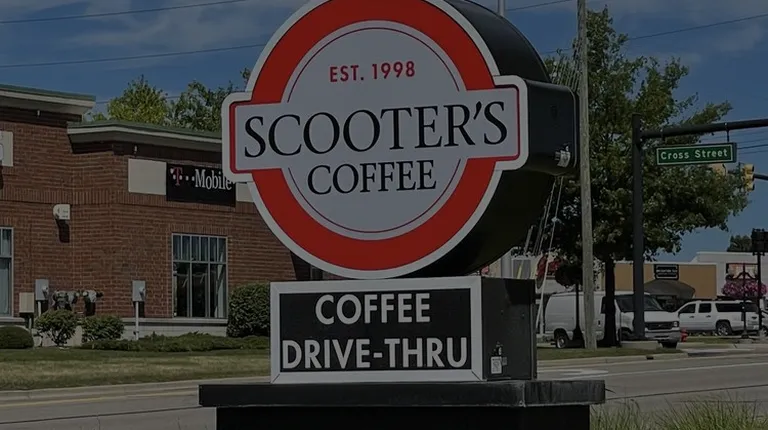 EST. 1998
SCOOTER'S
COFFEE
T-Mobile
Cross Street
COFFEE
DRIVE-THRU